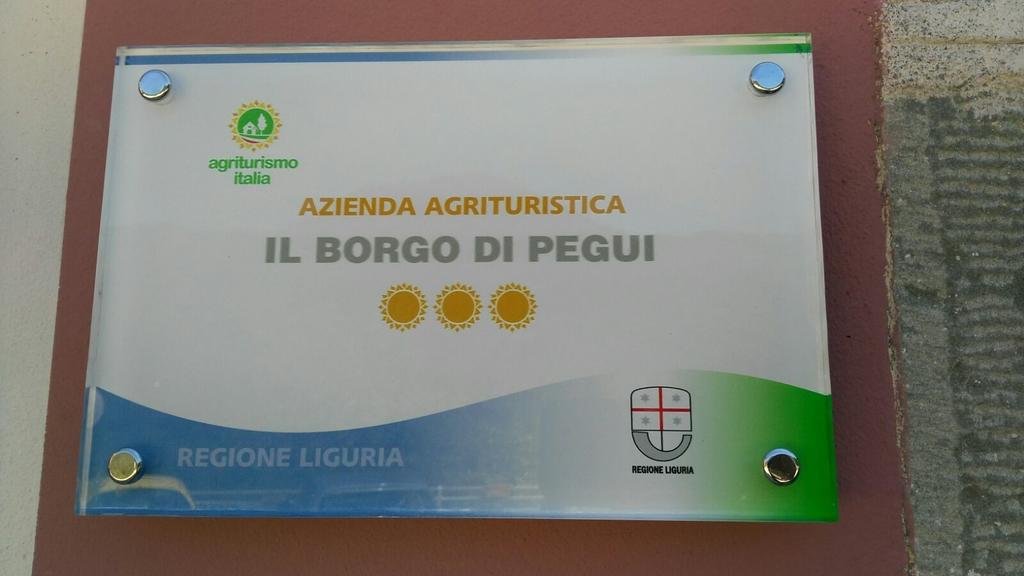 agriturismo
italia
AZIENDA AGRITURISTICA
IL BORGO DI PEGUI
REGIONE LIGURIA
REGIONE LIGURIA